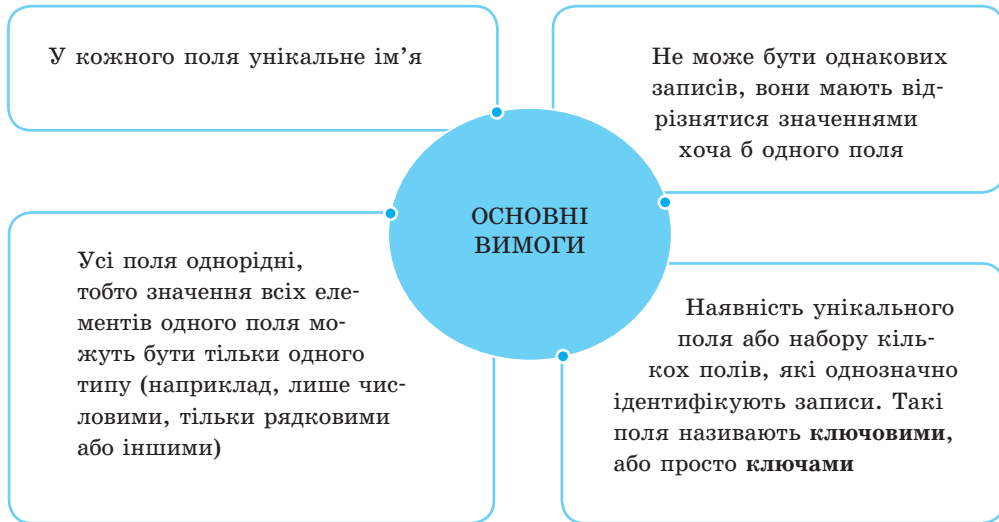 У кожного поля унікальне ім’я
Не може бути однакових
записів, вони мають від-
різнятися значеннями
хоча б одного поля
ОСНОВНІ
ВИМОГИ
Усі поля однорідні,
тобто значення всіх еле-
ментів одного поля мо-
жуть бути тільки одного
типу (наприклад, лише чис-
ловими, тільки рядковими
або іншими)
Наявність унікального
поля або набору кіль-
кох полів, які однозначно
ідентифікують записи. Такі
поля називають ключовими,
або просто ключами